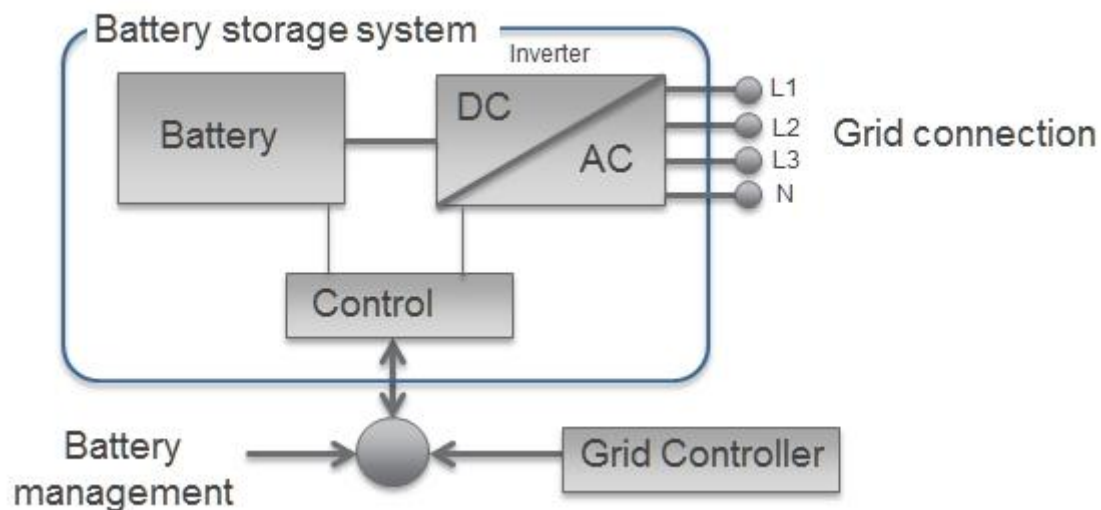 Battery storage system
Inverter
Battery
DC
AC
L1
L2
L3
N
Grid connection
Control
Battery
management
Grid Controller